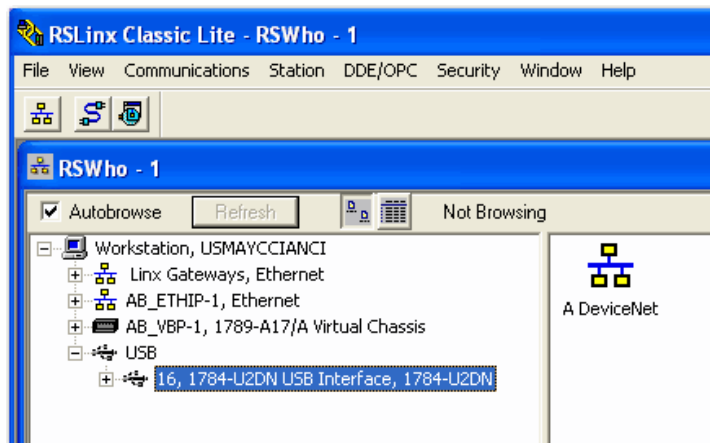 RSLinx Classic Lite - RSWho - 1
File View Communications Station DDE/OPC Security Window Help
RSWho - 1
Autobrowse Refresh Not Browsing
Workstation, USMAYCCIANCI
Linx Gateways, Ethernet
AB_ETHIP-1, Ethernet
AB_VBP-1, 1789-A17/A Virtual Chassis
USB
16, 1784-U2DN USB Interface, 1784-U2DN
A DeviceNet